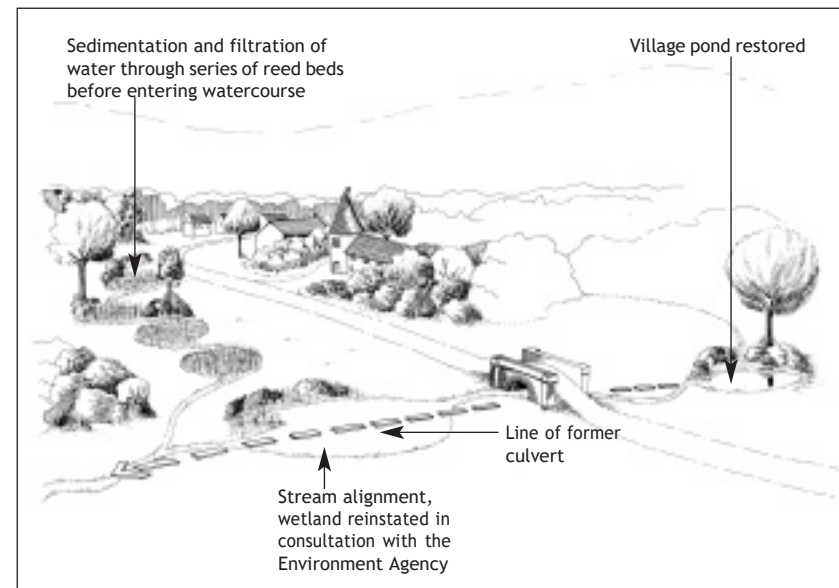 Sedimentation and filtration of
water through series of reed beds
before entering watercourse
Village pond restored
Line of former
culvert
Stream alignment,
wetland reinstated in
consultation with the
Environment Agency